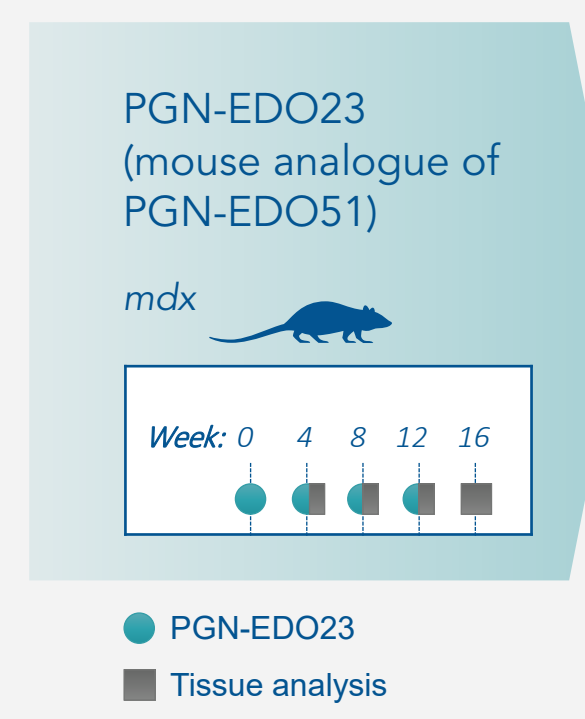 PGN-EDO23
(mouse analogue of
PGN-EDO51)
mdx
Week: 0 4 8 12 16
PGN-EDO23
Tissue analysis